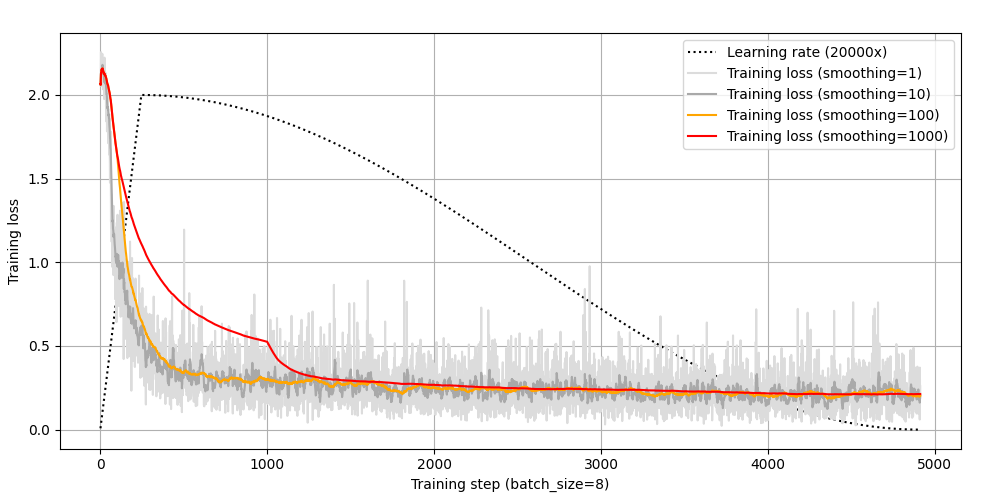 Learning rate (20000x)
Training loss (smoothing=1)
Training loss (smoothing=10)
Training loss (smoothing=100)
Training loss (smoothing=1000)
Training loss
2.0
1.5
1.0
0.5
0.0
0 1000 2000 3000 4000 5000
Training step (batch_size=8)